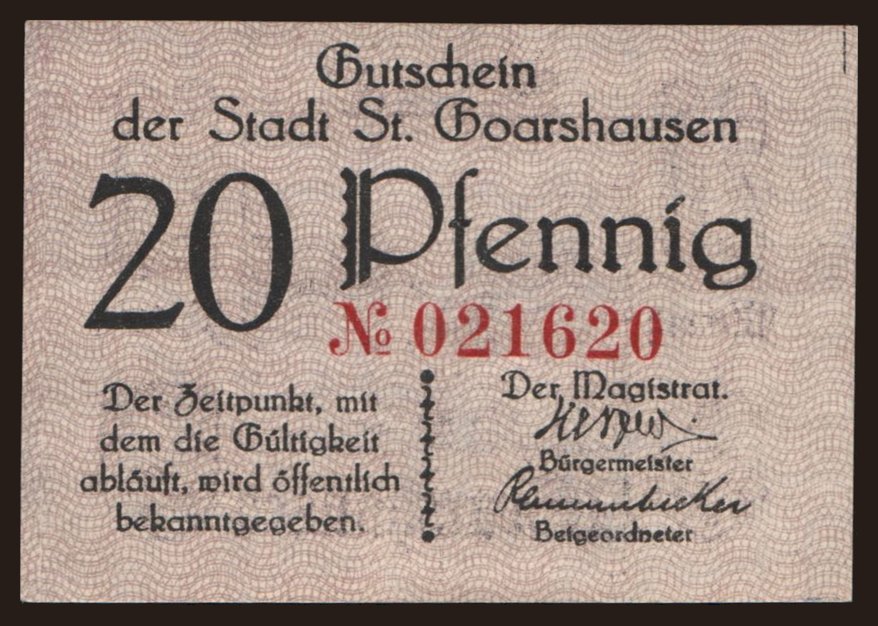 Gutschein
der Stadt St. Goarshausen
20 Pfennig
№ 021620
Der Zeitpunkt, mit
dem die Gültigkeit
abläuft, wird öffentlich
bekanntgegeben.
Der Magistrat.
Bürgermeister
Beigeordneter